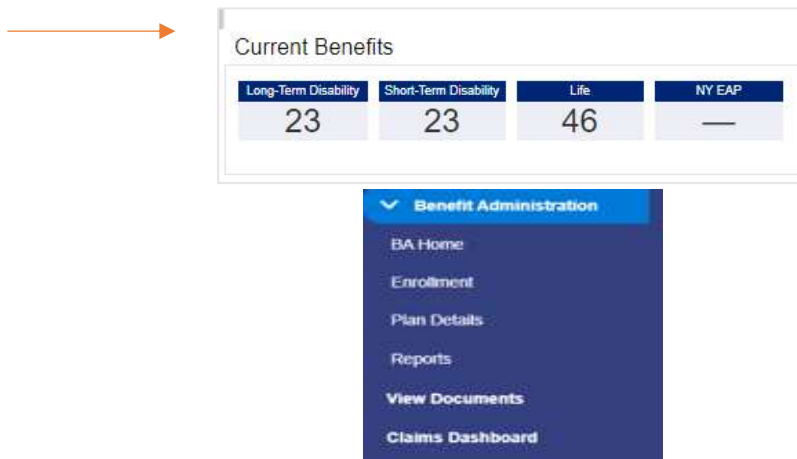 Current Benefits
Long-Term Disability Short-Term Disability Life NY EAP
23 23 46 —
Benefit Administration
BA Home
Enrollment
Plan Details
Reports
View Documents
Claims Dashboard